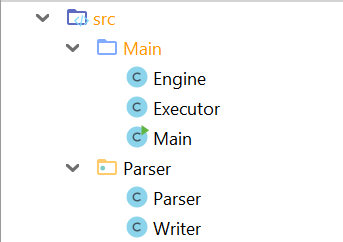 src
Main
Engine
Executor
Main
Parser
Parser
Writer